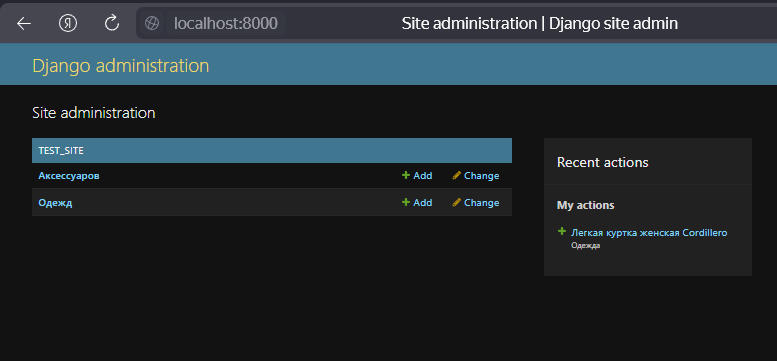 Я localhost:8000 Site administration | Django site admin
Django administration
Site administration
TEST_SITE
Аксессуаров Add Change
Одежд Add Change
Recent actions
My actions
Легкая куртка женская Cordillero
Одежда